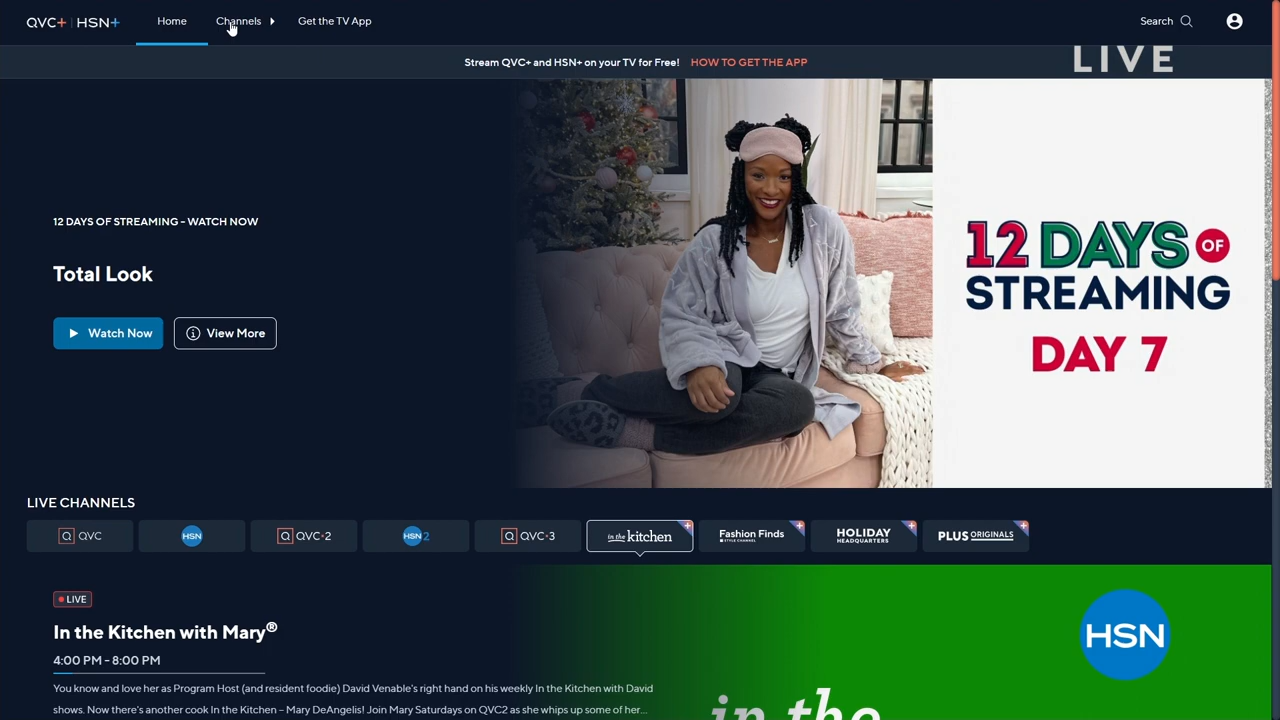 QVC+ | HSN+
Home
Channels
Get the TV App
Search
Stream QVC+ and HSN+ on your TV for Free! HOW TO GET THE APP
LIVE
12 DAYS OF STREAMING - WATCH NOW
Total Look
Watch Now
View More
12 DAYS OF
STREAMING
DAY 7
LIVE CHANNELS
Q QVC
HSN
Q QVC·2
HSN 2
Q QVC·3
in the kitchen
Fashion Finds
HOLIDAY
HEADQUARTERS
PLUS ORIGINALS
LIVE
In the Kitchen with Mary®
4:00 PM - 8:00 PM
You know and love her as Program Host (and resident foodie) David Venable's right hand on his weekly In the Kitchen with David
shows. Now there's another cook In the Kitchen – Mary DeAngelis! Join Mary Saturdays on QVC2 as she whips up some of her...
HSN
in the